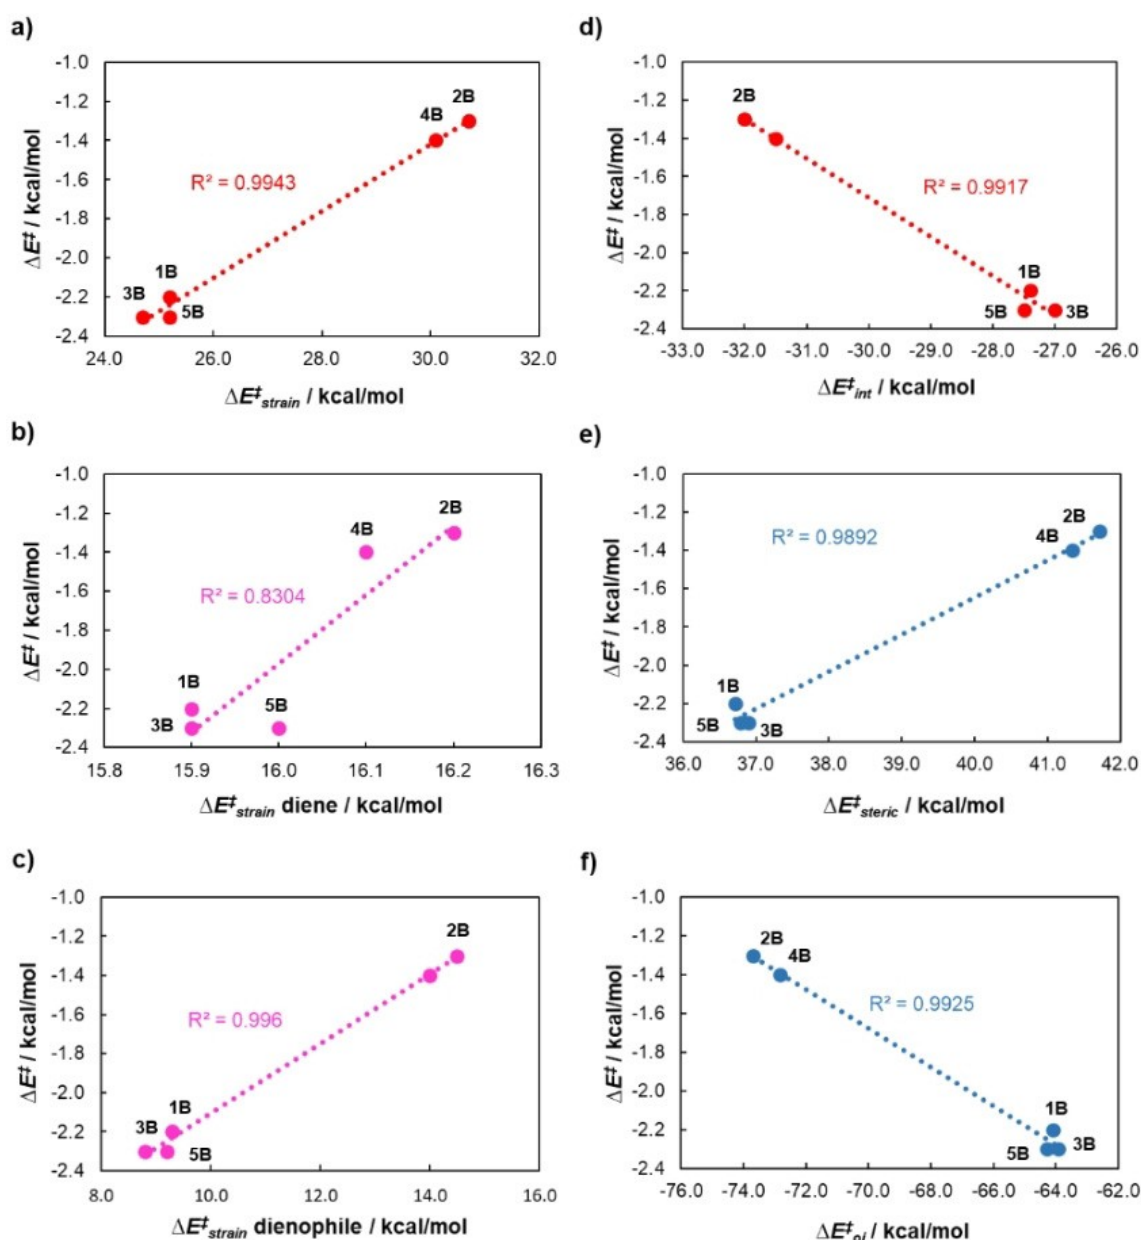 a)
-1.0
-1.2
-1.4
-1.6
-1.8
-2.0
-2.2
-2.4
ΔE‡ / kcal/mol
2B
4B
R² = 0.9943
1B
3B
5B
24.0 26.0 28.0 30.0 32.0
ΔE‡strain / kcal/mol
d)
-1.0
-1.2
-1.4
-1.6
-1.8
-2.0
-2.2
-2.4
ΔE‡ / kcal/mol
2B
R² = 0.9917
1B
5B 3B
-33.0 -32.0 -31.0 -30.0 -29.0 -28.0 -27.0 -26.0
ΔE‡int / kcal/mol
b)
-1.0
-1.2
-1.4
-1.6
-1.8
-2.0
-2.2
-2.4
ΔE‡ / kcal/mol
2B
4B
R² = 0.8304
1B
3B 5B
15.8 15.9 16.0 16.1 16.2 16.3
ΔE‡strain diene / kcal/mol
e)
-1.0
-1.2
-1.4
-1.6
-1.8
-2.0
-2.2
-2.4
ΔE‡ / kcal/mol
2B
4B
R² = 0.9892
1B
5B 3B
36.0 37.0 38.0 39.0 40.0 41.0 42.0
ΔE‡steric / kcal/mol
c)
-1.0
-1.2
-1.4
-1.6
-1.8
-2.0
-2.2
-2.4
ΔE‡ / kcal/mol
2B
R² = 0.996
1B
3B
5B
8.0 10.0 12.0 14.0 16.0
ΔE‡strain dienophile / kcal/mol
f)
-1.0
-1.2
-1.4
-1.6
-1.8
-2.0
-2.2
-2.4
ΔE‡ / kcal/mol
2B
4B
R² = 0.9925
1B
5B 3B
-76.0 -74.0 -72.0 -70.0 -68.0 -66.0 -64.0 -62.0
ΔE‡oi / kcal/mol